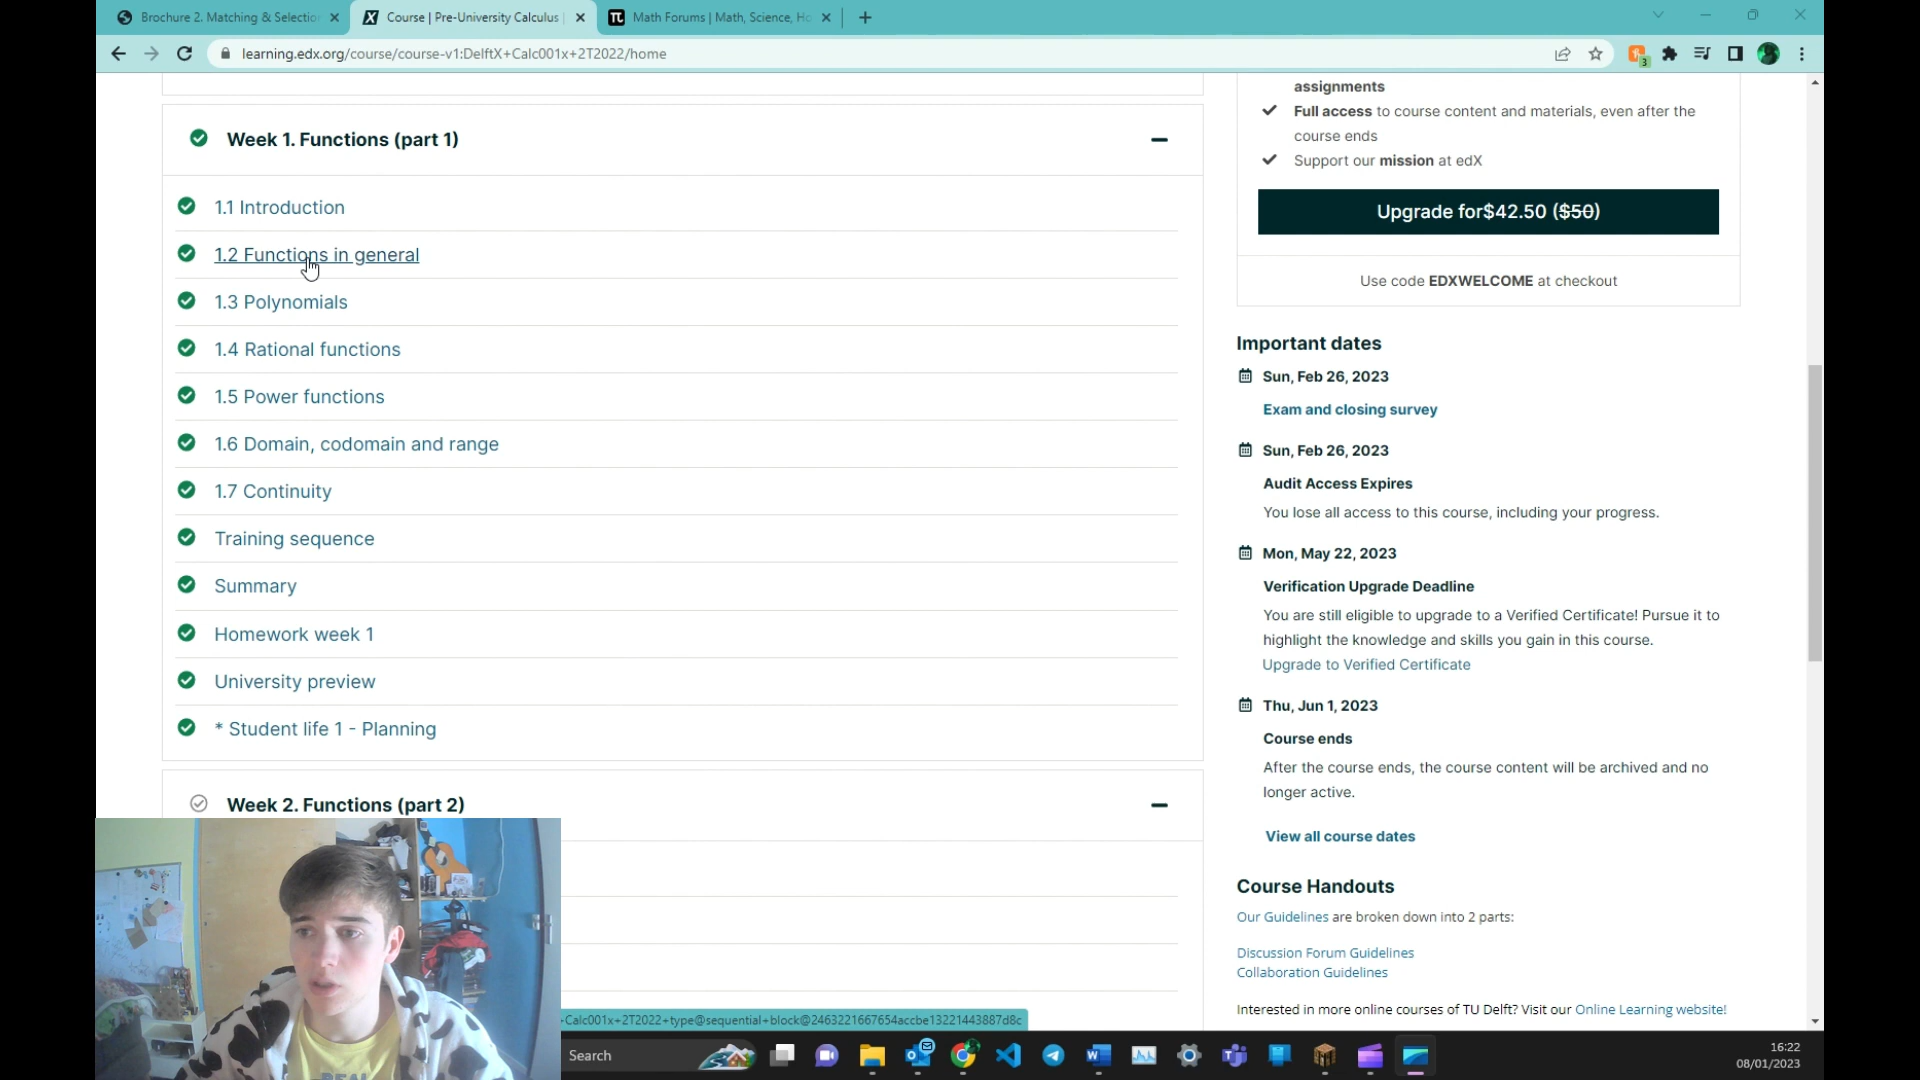 Brochure 2. Matching & Selection
Course | Pre-University Calculus |
Math Forums | Math, Science, Ho
learning.edx.org/course/course-v1:DelftX+Calc001x+2T2022/home
3
Week 1. Functions (part 1)
1.1 Introduction
1.2 Functions in general
1.3 Polynomials
1.4 Rational functions
1.5 Power functions
1.6 Domain, codomain and range
1.7 Continuity
Training sequence
Summary
Homework week 1
University preview
* Student life 1 - Planning
Week 2. Functions (part 2)
assignments
Full access to course content and materials, even after the
course ends
Support our mission at edX
Upgrade for$42.50 ($50)
Use code EDXWELCOME at checkout
Important dates
Sun, Feb 26, 2023
Exam and closing survey
Sun, Feb 26, 2023
Audit Access Expires
You lose all access to this course, including your progress.
Mon, May 22, 2023
Verification Upgrade Deadline
You are still eligible to upgrade to a Verified Certificate! Pursue it to
highlight the knowledge and skills you gain in this course.
Upgrade to Verified Certificate
Thu, Jun 1, 2023
Course ends
After the course ends, the course content will be archived and no
longer active.
View all course dates
Course Handouts
Our Guidelines are broken down into 2 parts:
Discussion Forum Guidelines
Collaboration Guidelines
Interested in more online courses of TU Delft? Visit our Online Learning website!
+Calc001x+2T2022+type@sequential+block@2463221667654accbe13221443887d8c
Search
16:22
08/01/2023